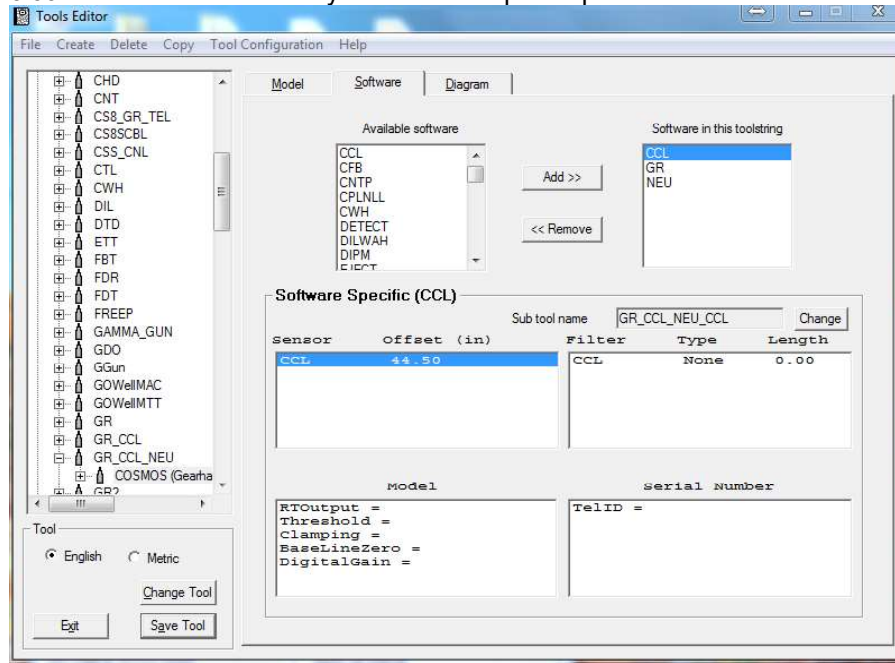 Tools Editor
File Create Delete Copy Tool Configuration Help
CHD
CNT
CS8_GR_TEL
CS8SCBL
CSS_CNL
CTL
CWH
DIL
DTD
ETT
FBT
FDR
FDT
FREEP
GAMMA_GUN
GDO
GGun
GOWellMAC
GOWellMTT
GR
GR_CCL
GR_CCL_NEU
COSMOS (Gearha
GR2
Tool
English Metric
Change Tool
Exit Save Tool
Model Software Diagram
Available software
CCL
CFB
CNTP
CPLNLL
CWH
DETECT
DILWAH
DIPM
EJECT
Add >>
<< Remove
Software in this toolstring
CCL
GR
NEU
Software Specific (CCL)
Sub tool name GR_CCL_NEU_CCL Change
Sensor Offset (in)
CCL 44.50
Filter Type Length
CCL None 0.00
Model
RTOutput =
Threshold =
Clamping =
BaseLineZero =
DigitalGain =
Serial Number
TelID =